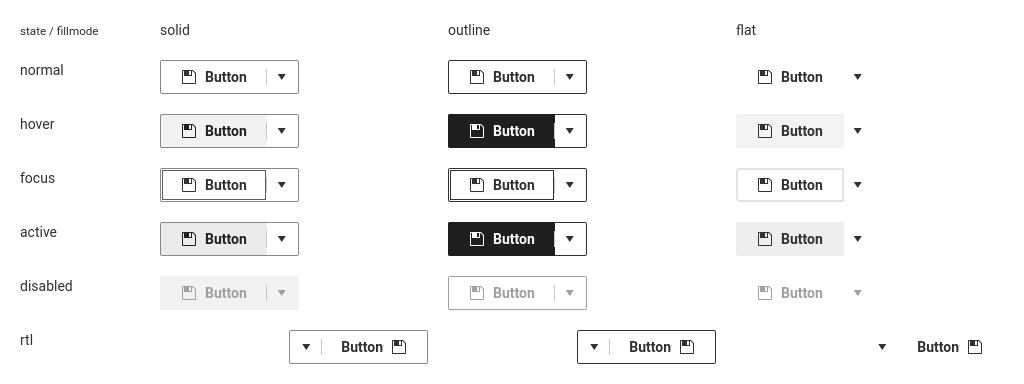 state / fillmode solid outline flat
normal Button Button Button
hover Button Button Button
focus Button Button Button
active Button Button Button
disabled Button Button Button
rtl Button Button Button